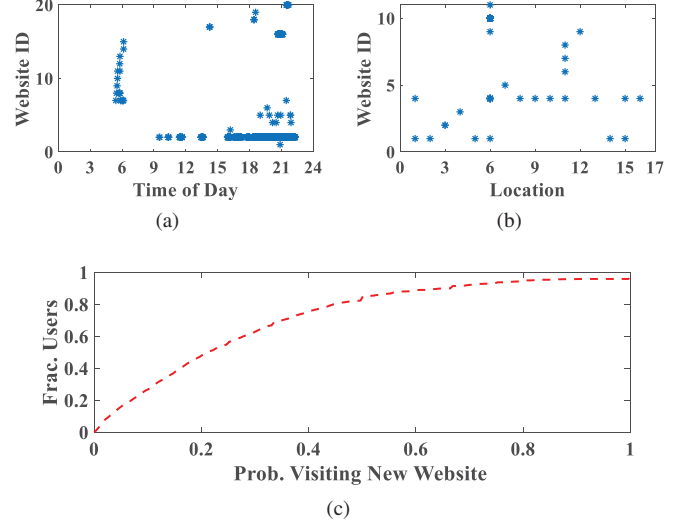 20
10
0
Website ID
0 3 6 9 12 15 18 21 24
Time of Day
(a)
10
5
0
Website ID
0 3 6 9 12 15 17
Location
(b)
1
0.8
0.6
0.4
0.2
0
Frac. Users
0 0.2 0.4 0.6 0.8 1
Prob. Visiting New Website
(c)